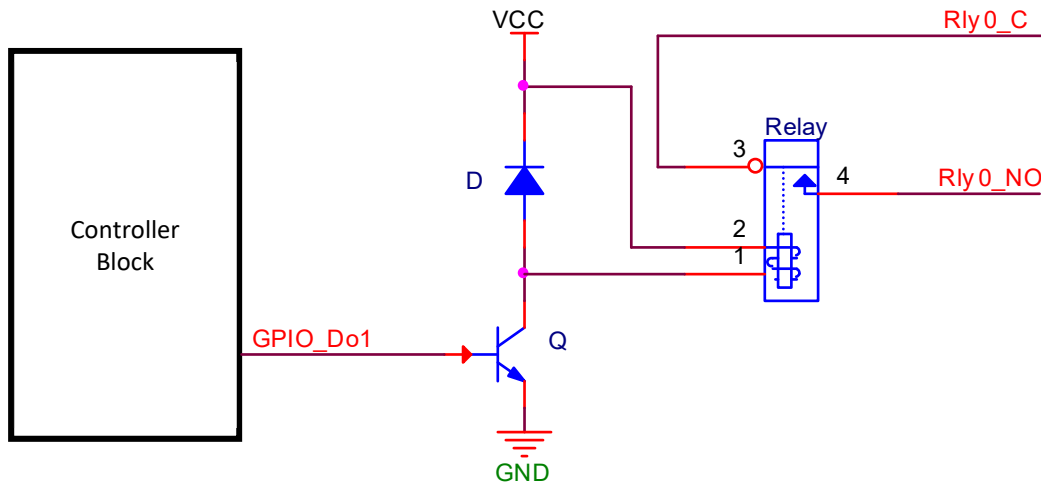 VCC
Rly0_C
Relay
3
D
4
Rly0_NO
Controller
Block
2
1
GPIO_Do1
Q
GND